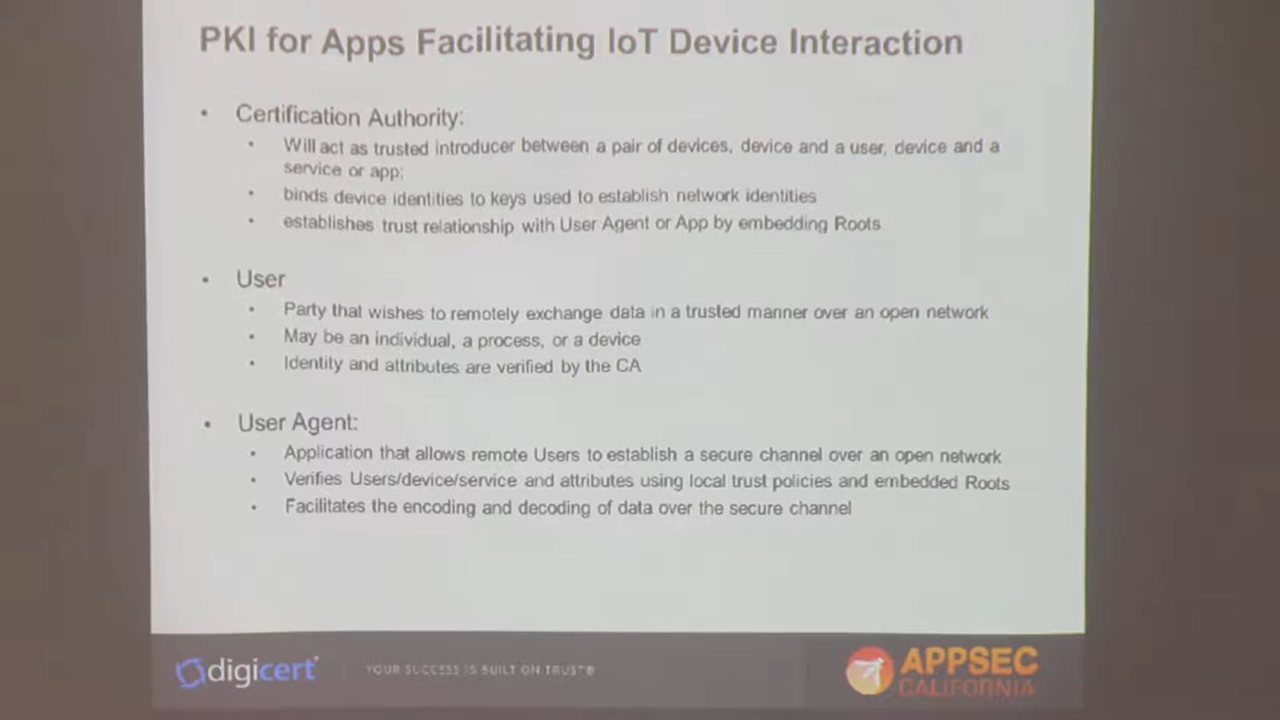 PKI for Apps Facilitating IoT Device Interaction
• Certification Authority:
• Will act as trusted introducer between a pair of devices, device and a user, device and a
service or app;
• binds device identities to keys used to establish network identities
• establishes trust relationship with User Agent or App by embedding Roots
• User
• Party that wishes to remotely exchange data in a trusted manner over an open network
• May be an individual, a process, or a device
• Identity and attributes are verified by the CA
• User Agent:
• Application that allows remote Users to establish a secure channel over an open network
• Verifies Users/device/service and attributes using local trust policies and embedded Roots
• Facilitates the encoding and decoding of data over the secure channel
digicert
YOUR SUCCESS IS BUILT ON TRUST®
APPSEC
CALIFORNIA